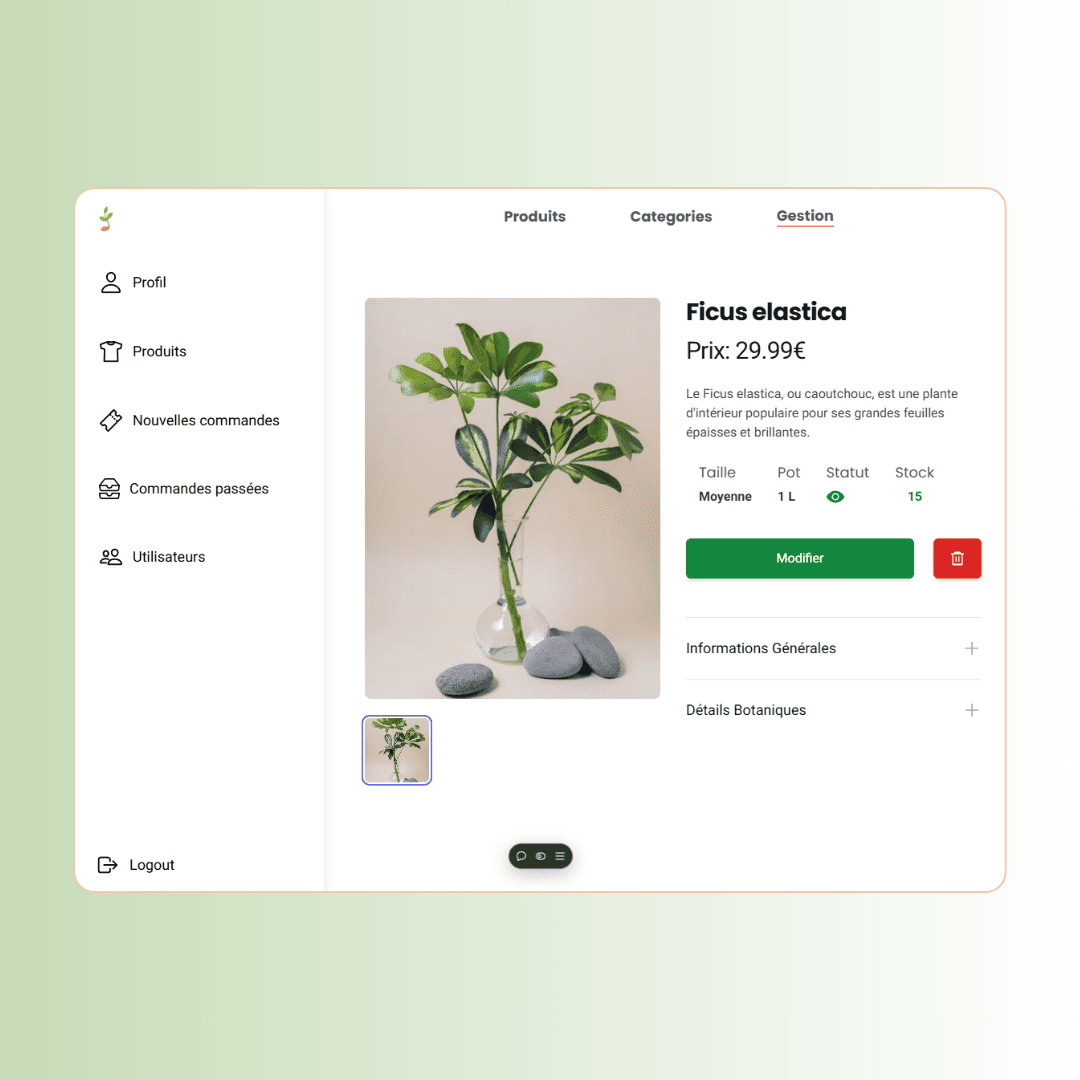 Produits
Categories
Gestion
Profil
Produits
Nouvelles commandes
Commandes passées
Utilisateurs
Logout
Ficus elastica
Prix: 29.99€
Le Ficus elastica, ou caoutchouc, est une plante
d'intérieur populaire pour ses grandes feuilles
épaisses et brillantes.
Taille Pot Statut Stock
Moyenne 1 L 15
Modifier
Informations Générales
Détails Botaniques